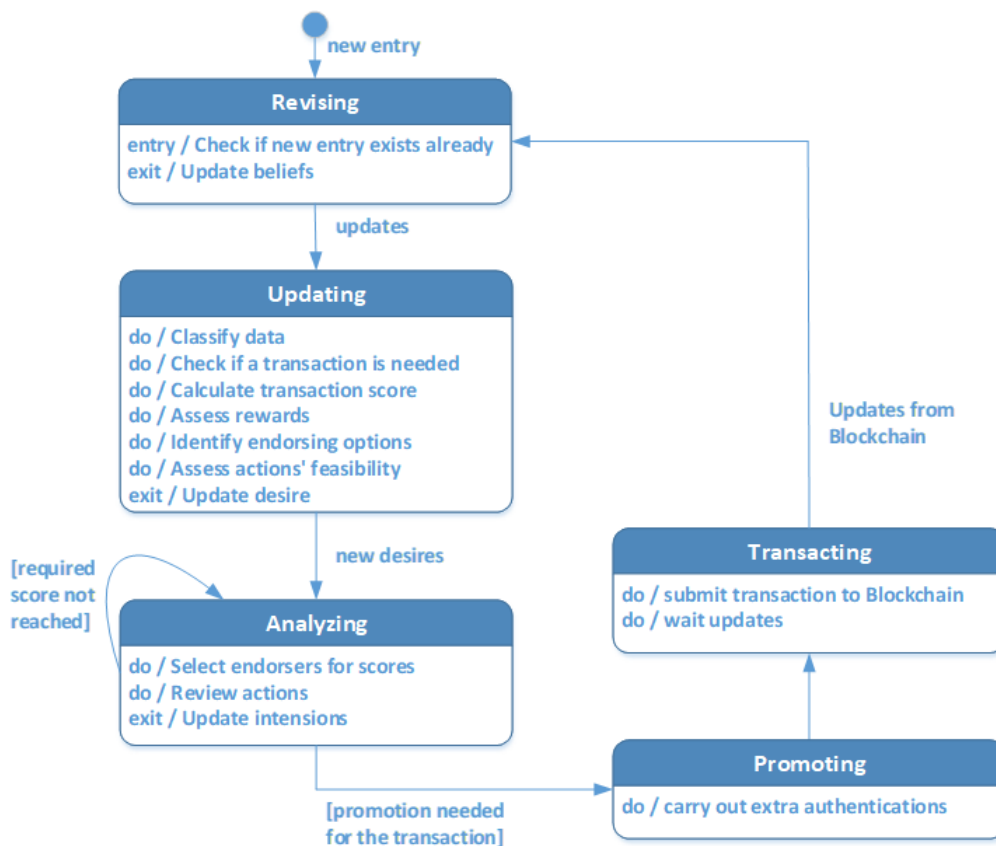 new entry
Revising
entry / Check if new entry exists already
exit / Update beliefs
updates
Updating
do / Classify data
do / Check if a transaction is needed
do / Calculate transaction score
do / Assess rewards
do / Identify endorsing options
do / Assess actions' feasibility
exit / Update desire
Updates from
Blockchain
new desires
[required
score not
reached]
Analyzing
do / Select endorsers for scores
do / Review actions
exit / Update intensions
Transacting
do / submit transaction to Blockchain
do / wait updates
Promoting
do / carry out extra authentications
[promotion needed
for the transaction]